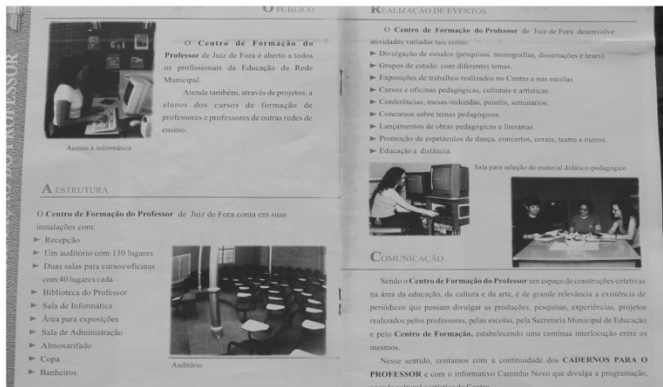 O PÚBLICO
O Centro de Formação do
Professor de Juiz de Fora é aberto a todos
os profissionais da Educação da Rede
Municipal.
Atende também, através de projetos, a
alunos dos cursos de formação de
professores e professores de outras redes de
ensino.
Acesso à informática
A ESTRUTURA
O Centro de Formação do Professor de Juiz de Fora conta em suas
instalações com:
► Recepção
► Um auditório com 130 lugares
► Duas salas para cursos/oficinas
com 40 lugares cada
► Biblioteca do Professor
► Sala de Informática
► Área para exposições
► Sala de Administração
► Almoxarifado
► Copa
► Banheiros.
Auditório
REALIZAÇÃO DE EVENTOS
O Centro de Formação do Professor de Juiz de Fora desenvolve
atividades variadas tais como:
► Divulgação de estudos (pesquisas, monografias, dissertações e teses)
► Grupos de estudo com diferentes temas.
► Exposições de trabalhos realizados no Centro e nas escolas.
► Cursos e oficinas pedagógicas, culturais e artísticas.
► Conferências, mesas-redondas, painéis, seminários.
► Concursos sobre temas pedagógicos.
► Lançamentos de obras pedagógicas e literárias.
► Promoção de espetáculos de dança, concertos, corais, teatro e outros.
► Educação à distância.
Sala para seleção de material didático pedagógico
COMUNICAÇÃO
Sendo o Centro de Formação do Professor um espaço de construções coletivas
na área da educação, da cultura e da arte, é de grande relevância a existência de
periódicos que possam divulgar as produções, pesquisas, experiências, projetos
realizados pelos professores, pelas escolas, pela Secretaria Municipal de Educação
e pelo Centro de Formação, estabelecendo uma contínua interlocução entre os
mesmos.
Nesse sentido, contamos com a continuidade dos CADERNOS PARA O
PROFESSOR e com o informativo Caminho Novo que divulga a programação,
DO PROFESSOR